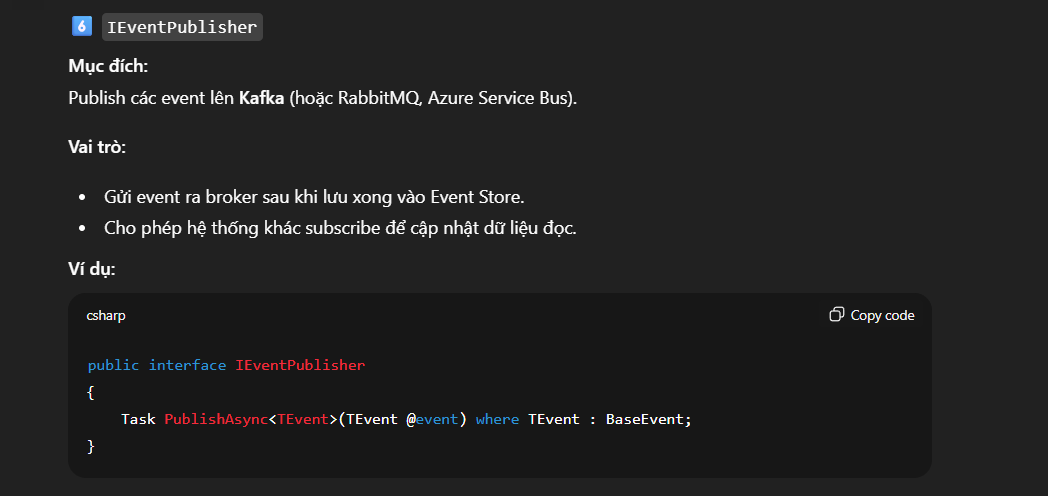 6 IEventPublisher
Mục đích:
Publish các event lên Kafka (hoặc RabbitMQ, Azure Service Bus).
Vai trò:
• Gửi event ra broker sau khi lưu xong vào Event Store.
• Cho phép hệ thống khác subscribe để cập nhật dữ liệu đọc.
Ví dụ:
csharp Copy code
public interface IEventPublisher
{
    Task PublishAsync<TEvent>(TEvent @event) where TEvent : BaseEvent;
}